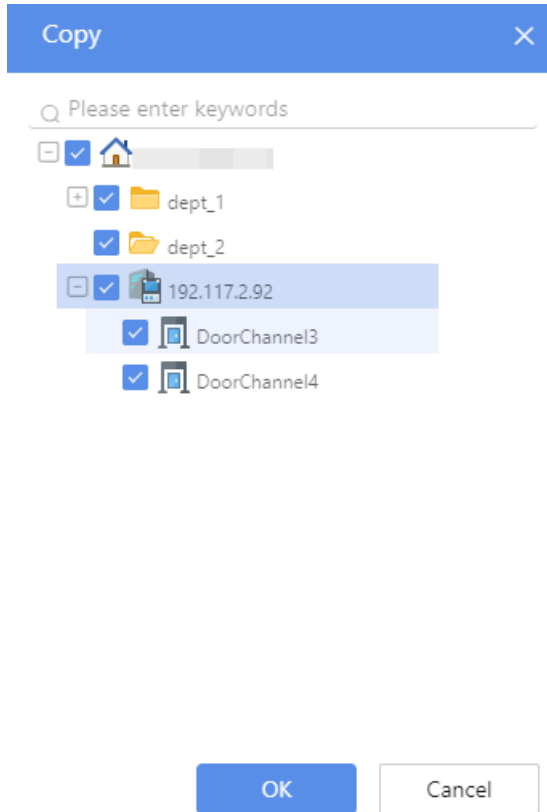 Copy
Please enter keywords
dept_1
dept_2
192.117.2.92
DoorChannel3
DoorChannel4
OK Cancel